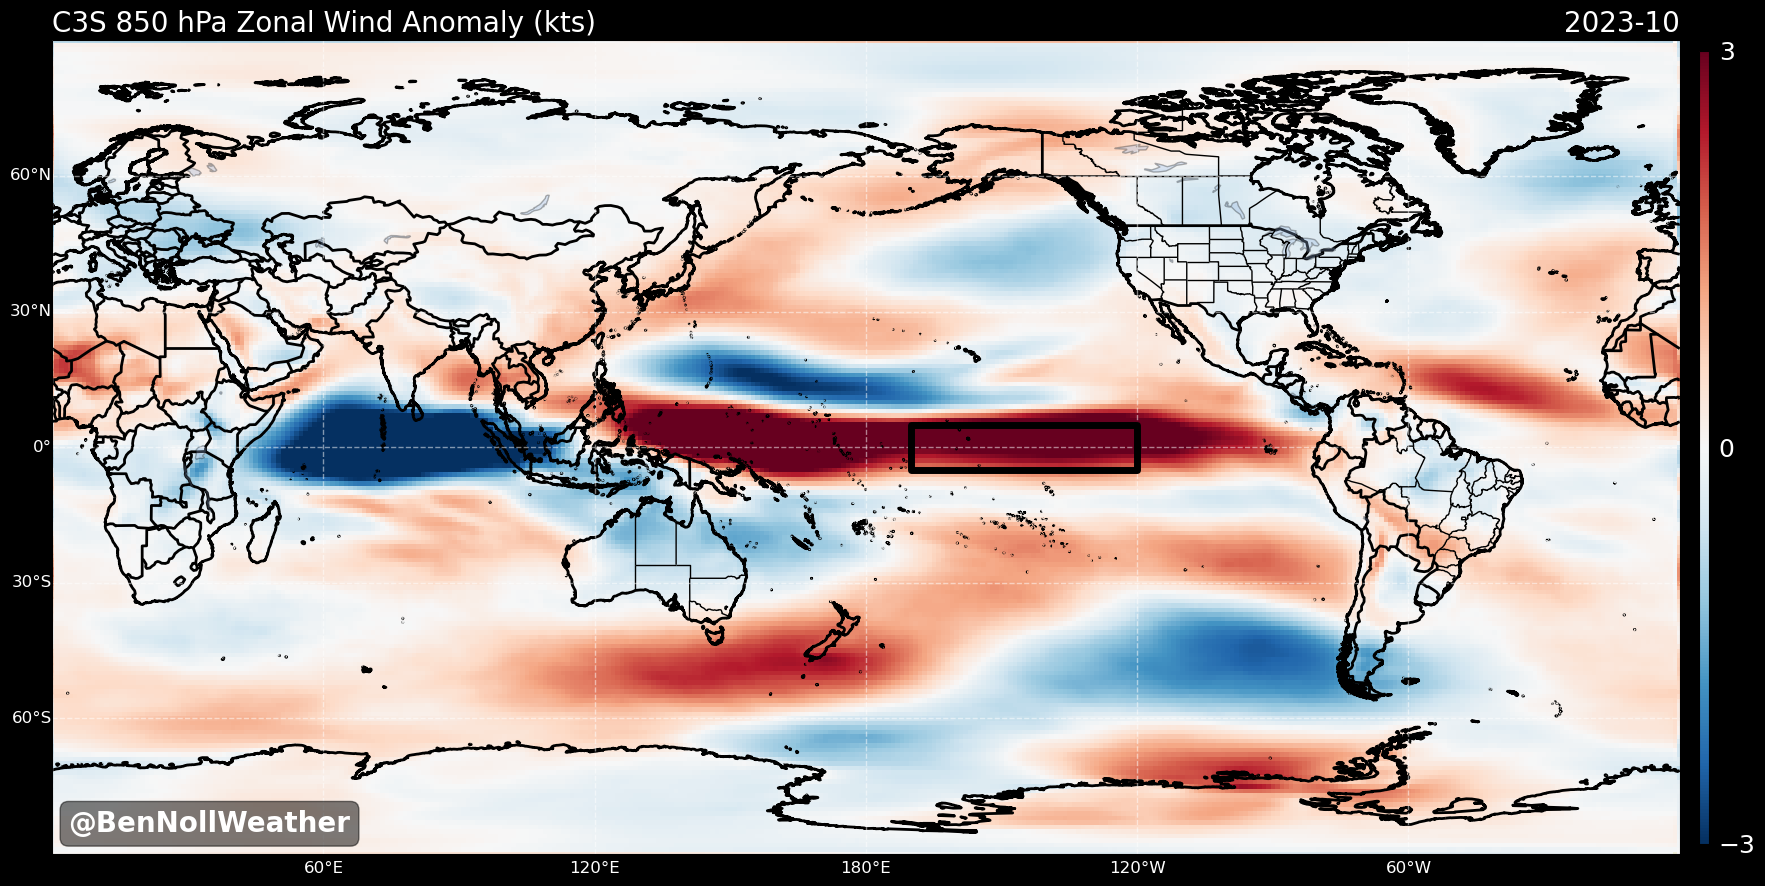 C3S 850 hPa Zonal Wind Anomaly (kts)
2023-10
3
0
−3
60°N
30°N
0°
30°S
60°S
60°E
120°E
180°E
120°W
60°W
@BenNollWeather